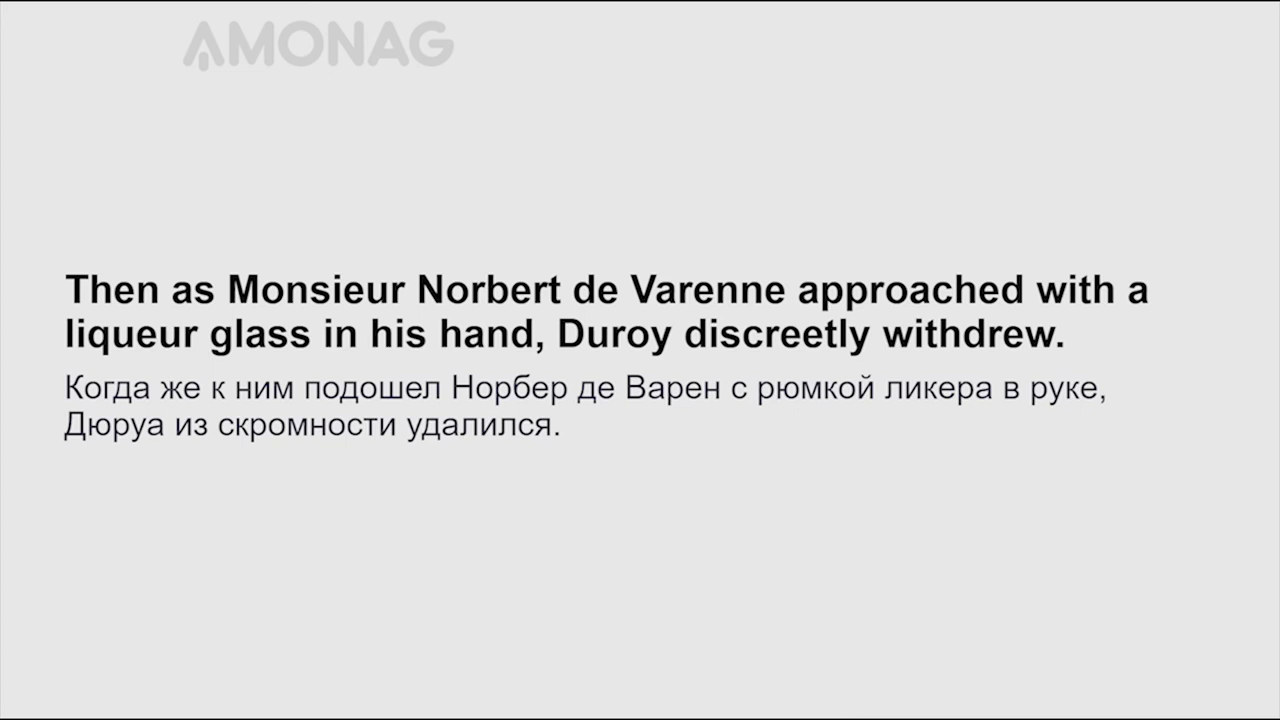 AMONAG
Then as Monsieur Norbert de Varenne approached with a
liqueur glass in his hand, Duroy discreetly withdrew.
Когда же к ним подошел Норбер де Варен с рюмкой ликера в руке,
Дюруа из скромности удалился.